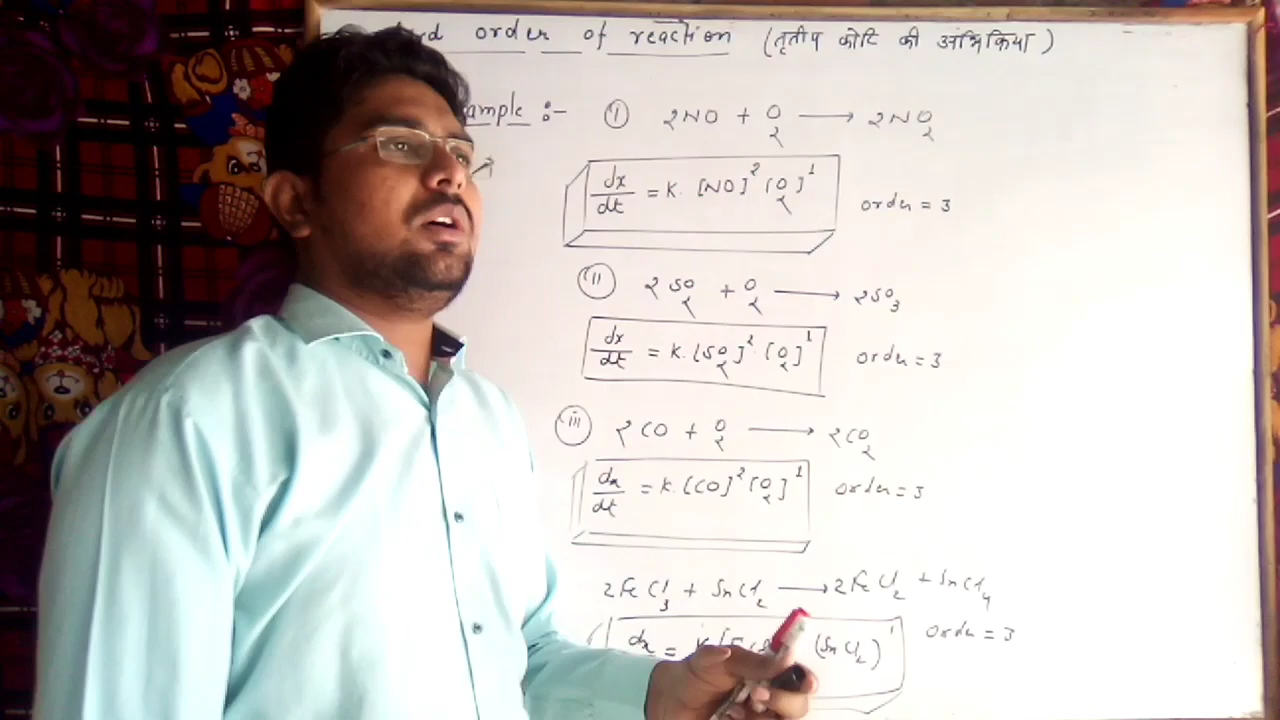 order of reaction (तृतीय कोटि की अभिक्रिया)
ample :- (i) 2NO + O₂ ⟶ 2NO₂
dx/dt = K. [NO]² [O₂]¹ order = 3
(ii) 2SO₂ + O₂ ⟶ 2SO₃
dx/dt = K. [SO₂]² [O₂]¹ order = 3
(iii) 2CO + O₂ ⟶ 2CO₂
dx/dt = K. [CO]² [O₂]¹ order = 3
2FeCl₃ + SnCl₂ ⟶ 2FeCl₂ + SnCl₄
dx = K (SnCl₂)¹ order = 3